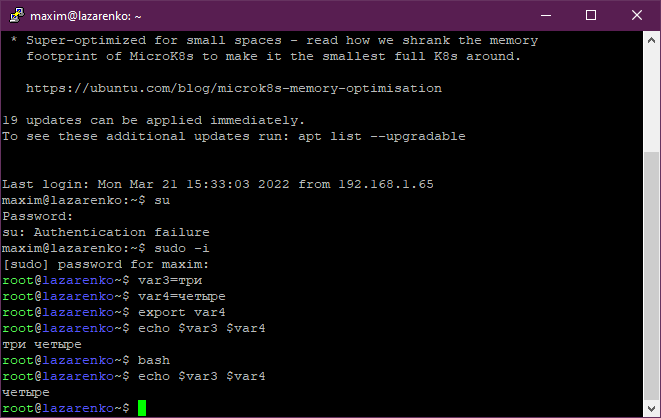 maxim@lazarenko: ~
* Super-optimized for small spaces - read how we shrank the memory
footprint of MicroK8s to make it the smallest full K8s around.
https://ubuntu.com/blog/microk8s-memory-optimisation
19 updates can be applied immediately.
To see these additional updates run: apt list --upgradable
Last login: Mon Mar 21 15:33:03 2022 from 192.168.1.65
maxim@lazarenko:~$ su
Password:
su: Authentication failure
maxim@lazarenko:~$ sudo -i
[sudo] password for maxim:
root@lazarenko~$ var3=три
root@lazarenko~$ var4=четыре
root@lazarenko~$ export var4
root@lazarenko~$ echo $var3 $var4
три четыре
root@lazarenko~$ bash
root@lazarenko~$ echo $var3 $var4
четыре
root@lazarenko~$